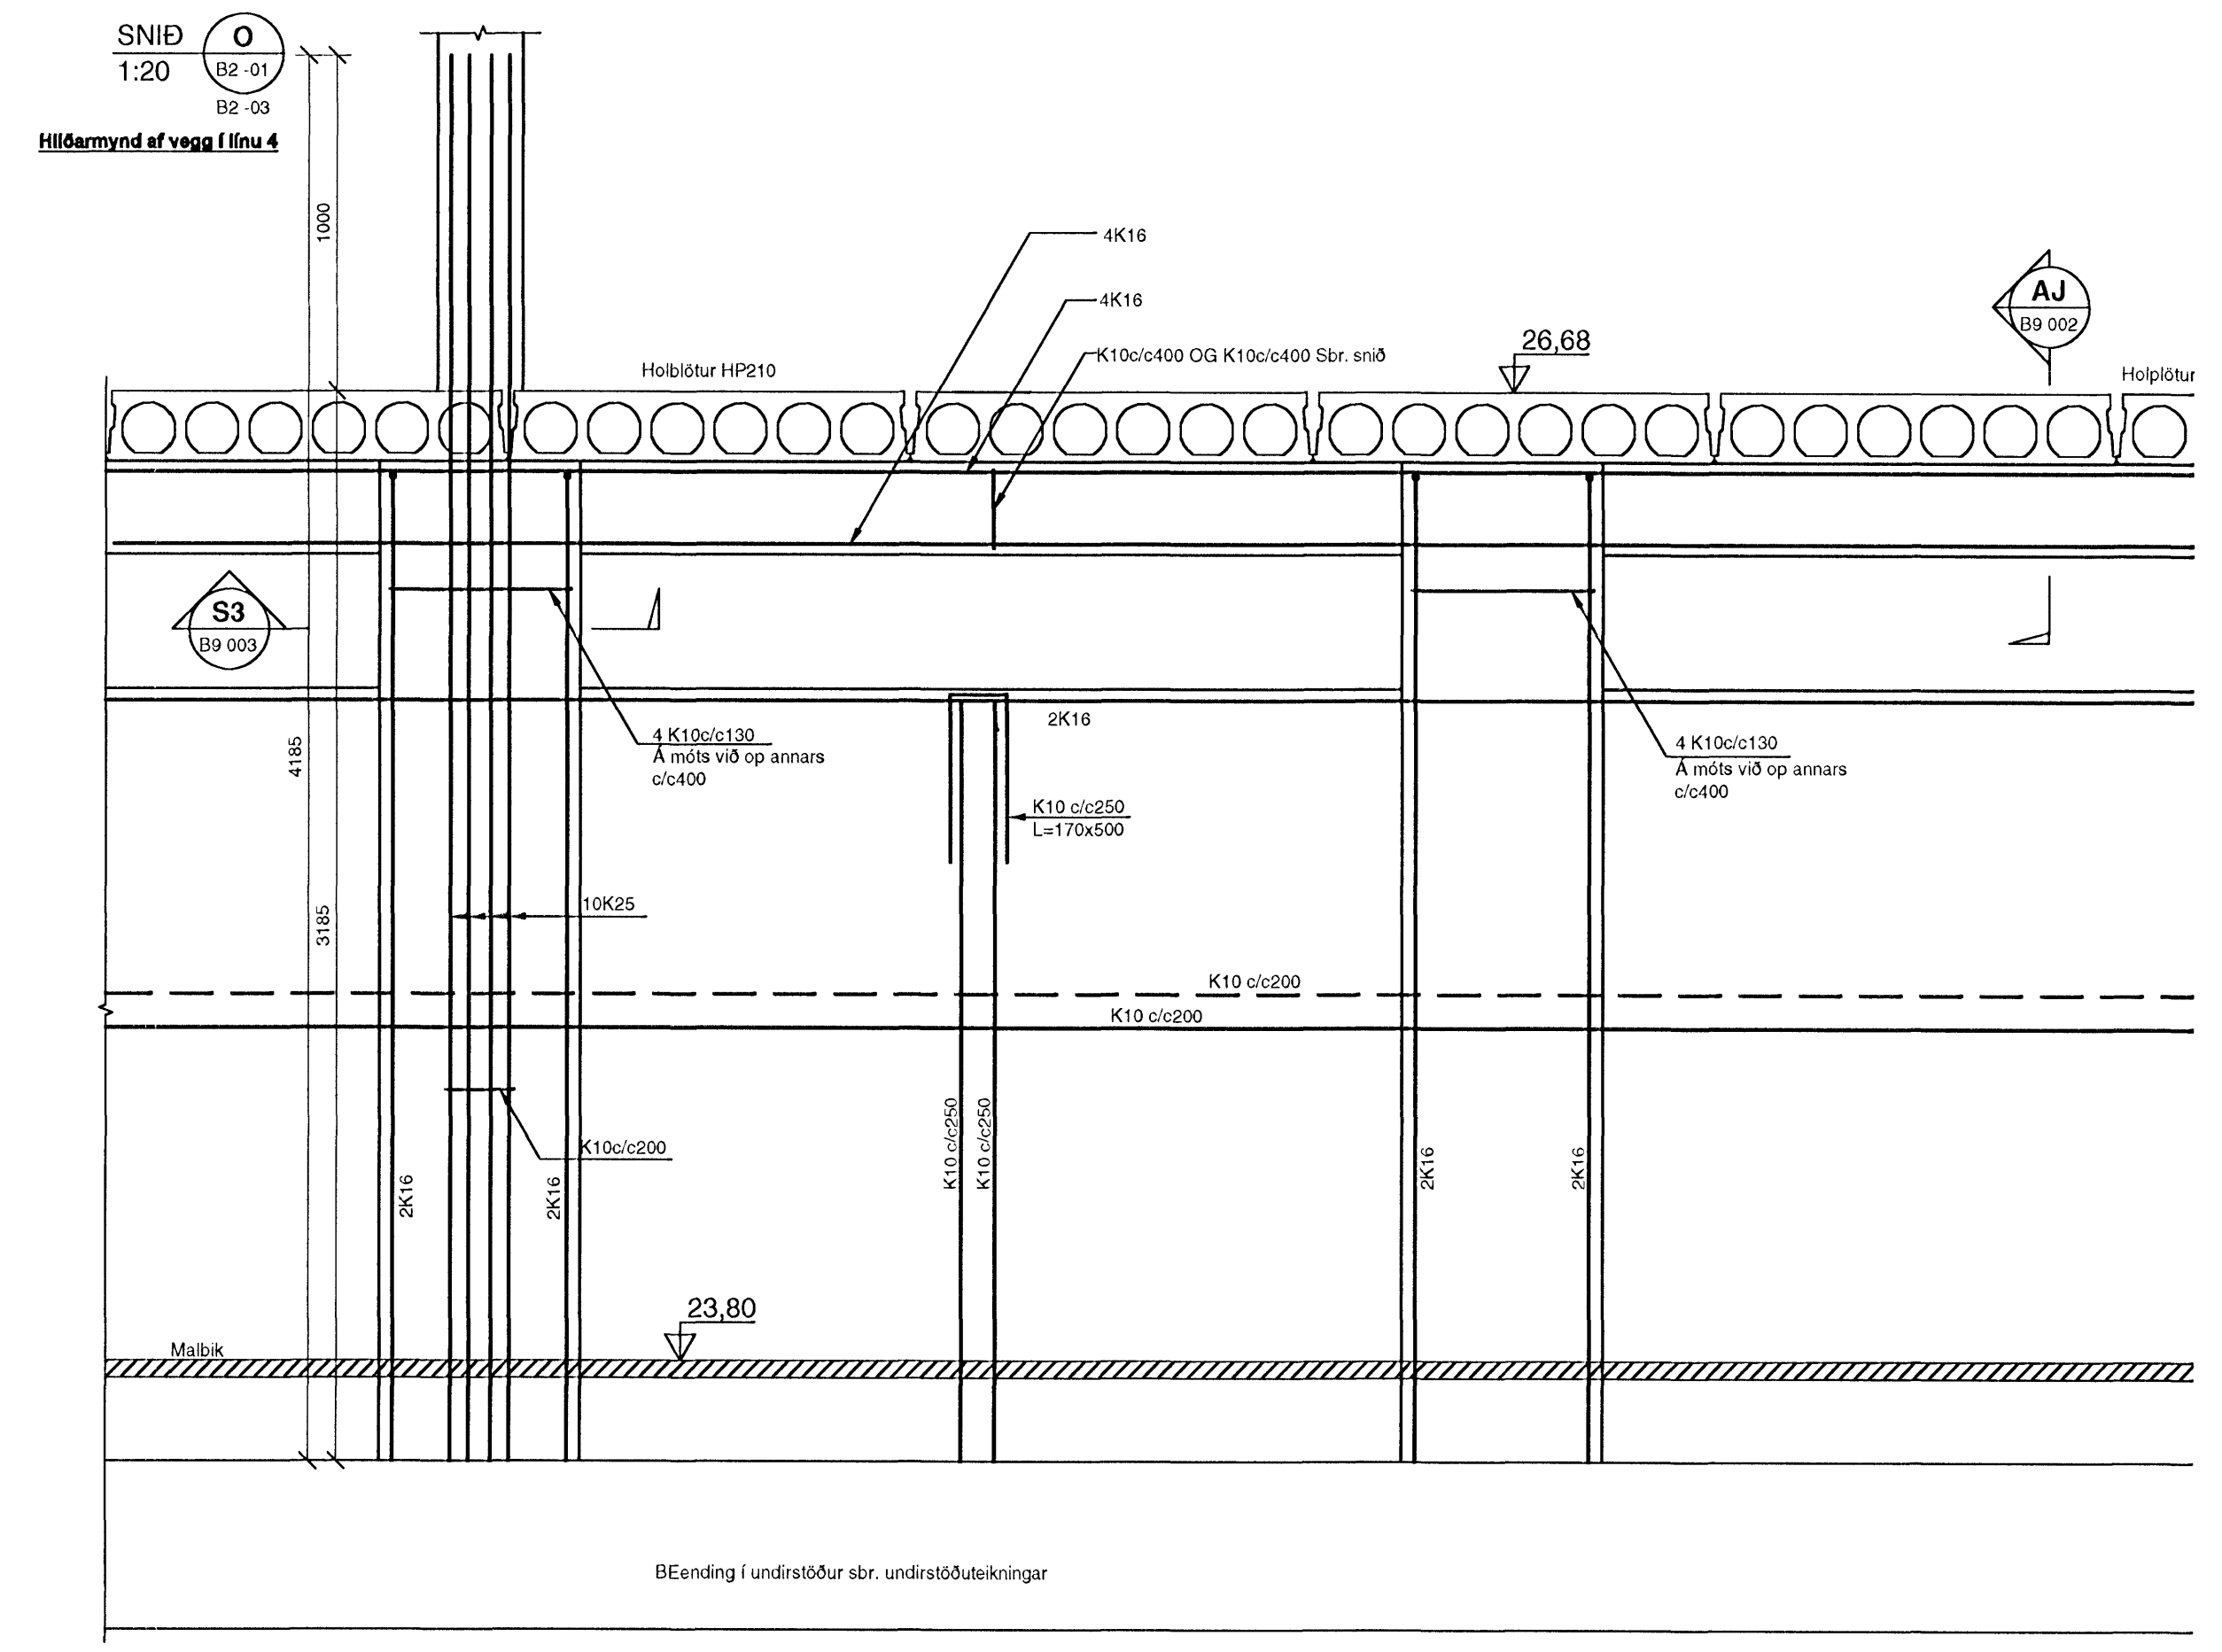 SNIÐ
1:20
O
B2 -01
B2 -03
Hliðarmynd af vegg í línu 4
1000
4K16
4K16
K10c/c400 OG K10c/c400 Sbr. snið
26,68
AJ
B9 002
Holblötur HP210
Holplötur
S3
B9 003
4185
3185
4 K10c/c130
Á móts við op annars
c/c400
2K16
4 K10c/c130
Á móts við op annars
c/c400
K10 c/c250
L=170x500
10K25
K10 c/c200
K10 c/c200
K10c/c200
2K16
2K16
K10 c/c250
K10 c/c250
2K16
2K16
23,80
Malbik
BEending í undirstöður sbr. undirstöðuteikningar